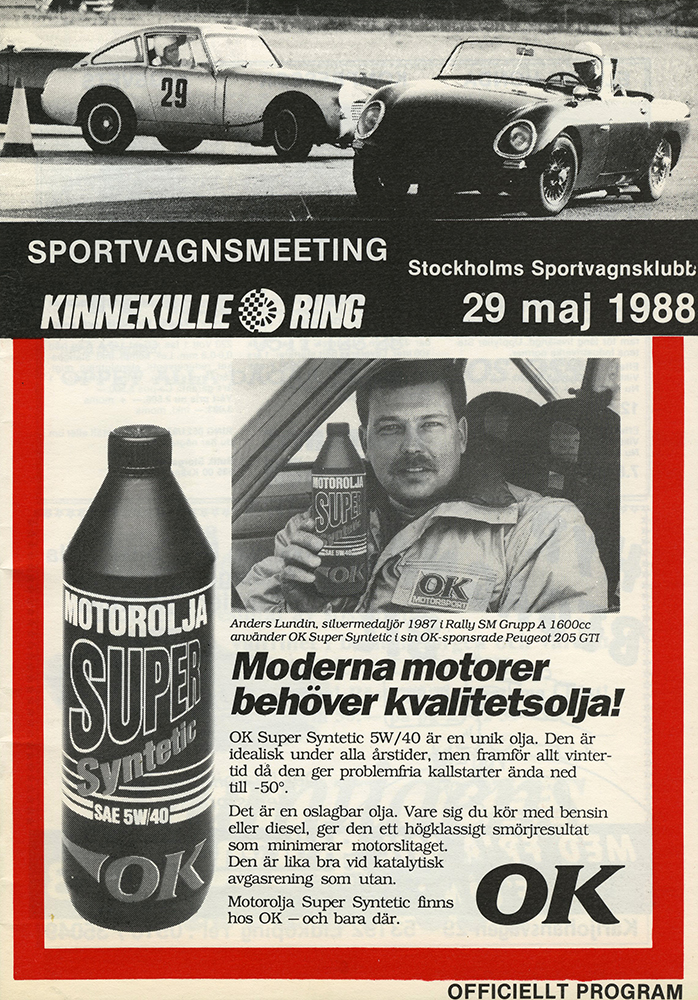 29
SPORTVAGNSMEETING
Stockholms Sportvagnsklubb
KINNEKULLE RING
29 maj 1988
MOTOROLJA
SUPER
Syntetic
SAE 5W/40
OK
MOTOROLJA
SUPER
SAE 5W/40
OK
OK
MOTORSPORT
Anders Lundin, silvermedaljör 1987 i Rally SM Grupp A 1600cc
använder OK Super Syntetic i sin OK-sponsrade Peugeot 205 GTI
Moderna motorer
behöver kvalitetsolja!
OK Super Syntetic 5W/40 är en unik olja. Den är
idealisk under alla årstider, men framför allt vinter-
tid då den ger problemfria kallstarter ända ned
till -50°.
Det är en oslagbar olja. Vare sig du kör med bensin
eller diesel, ger den ett högklassigt smörjresultat
som minimerar motorslitaget.
Den är lika bra vid katalytisk
avgasrening som utan.
Motorolja Super Syntetic finns
hos OK – och bara där.
OK
OFFICIELLT PROGRAM